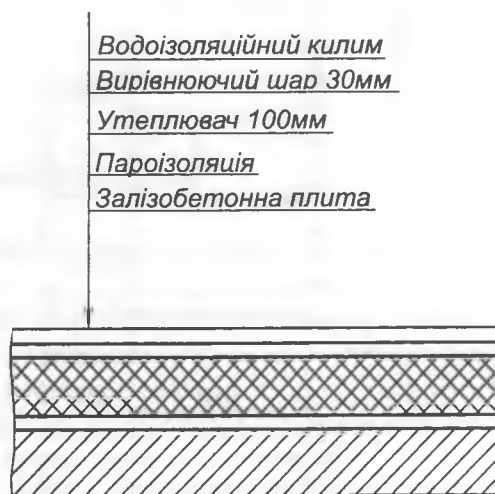 Водоізоляційний килим
Вирівнюючий шар 30мм
Утеплювач 100мм
Пароізоляція
Залізобетонна плита